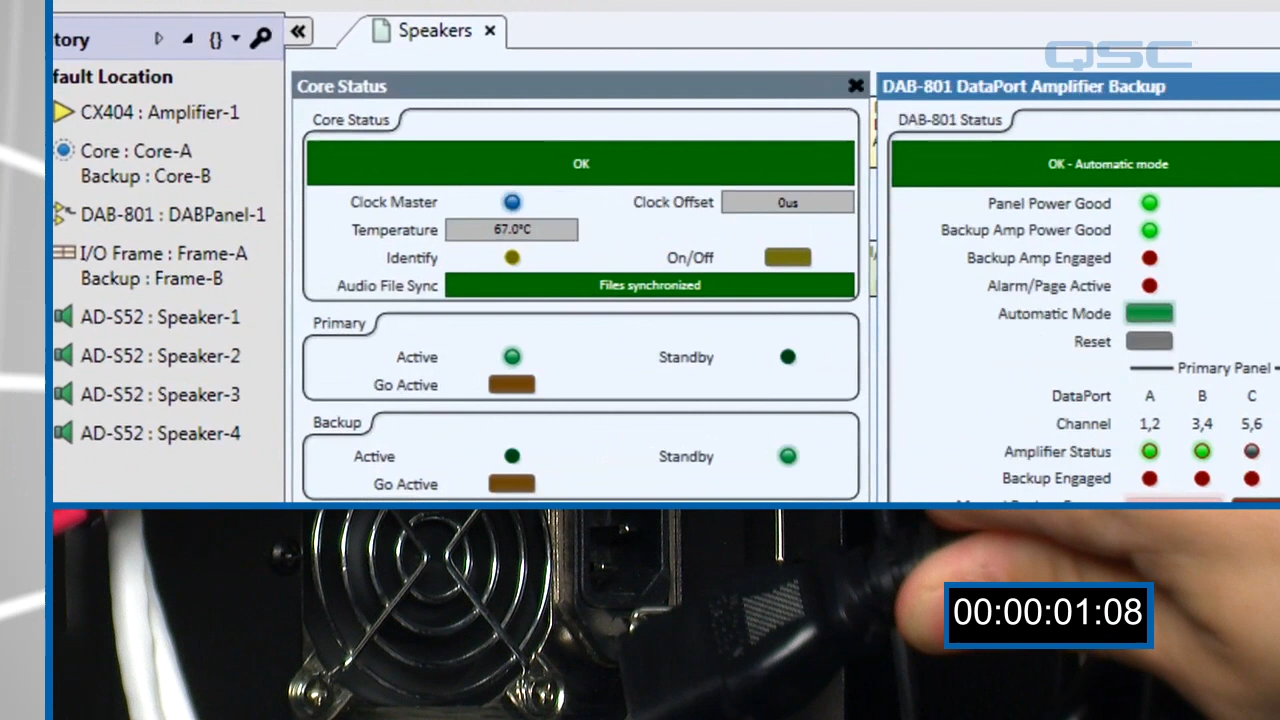 tory
{}
Speakers
QSC
fault Location
CX404 : Amplifier-1
Core : Core-A
Backup : Core-B
DAB-801 : DABPanel-1
I/O Frame : Frame-A
Backup : Frame-B
AD-S52 : Speaker-1
AD-S52 : Speaker-2
AD-S52 : Speaker-3
AD-S52 : Speaker-4
Core Status
Core Status
OK
Clock Master
Clock Offset 0us
Temperature 67.0°C
Identify
On/Off
Audio File Sync Files synchronized
Primary
Active
Standby
Go Active
Backup
Active
Standby
Go Active
DAB-801 DataPort Amplifier Backup
DAB-801 Status
OK - Automatic mode
Panel Power Good
Backup Amp Power Good
Backup Amp Engaged
Alarm/Page Active
Automatic Mode
Reset
Primary Panel
DataPort A B C
Channel 1,2 3,4 5,6
Amplifier Status
Backup Engaged
00:00:01:08